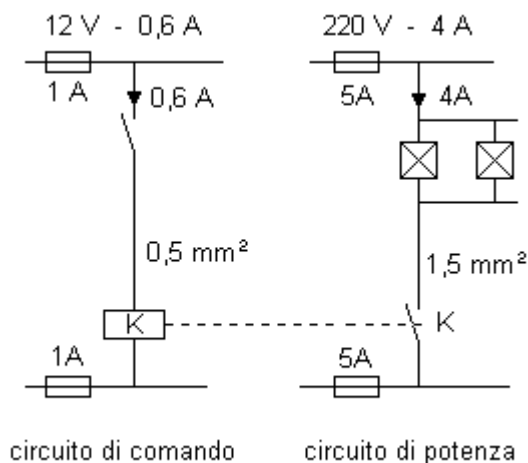 12 V - 0,6 A
220 V - 4 A
1 A
0,6 A
5A
4A
0,5 mm²
1,5 mm²
K
K
1A
5A
circuito di comando
circuito di potenza